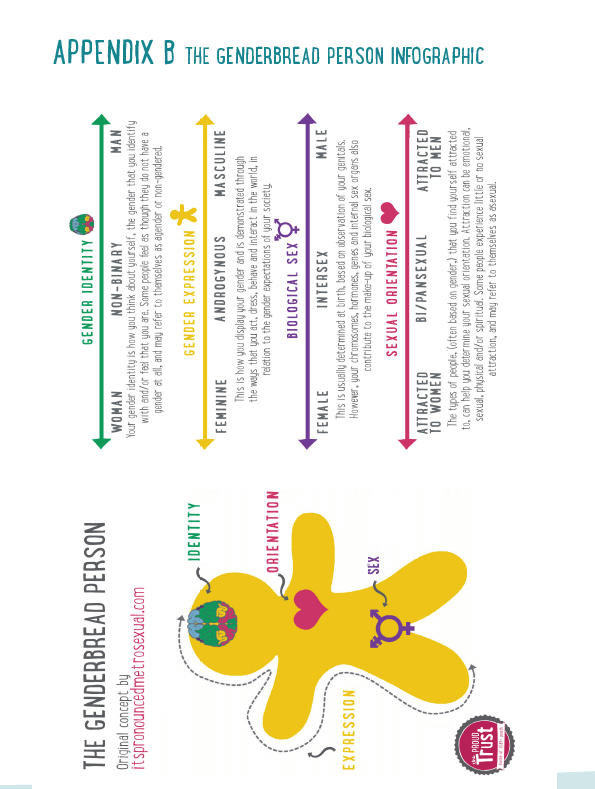 APPENDIX B THE GENDERBREAD PERSON INFOGRAPHIC
THE GENDERBREAD PERSON
Original concept by
itspronouncedmetrosexual.com
IDENTITY
ORIENTATION
SEX
EXPRESSION
the PROUD
Trust
GENDER IDENTITY
WOMAN NON-BINARY MAN
Your gender identity is how you think about yourself, the gender that you identify
with and/or feel that you are. Some people feel as though they do not have a
gender at all, and may refer to themselves as agender or non-gendered.
GENDER EXPRESSION
FEMININE ANDROGYNOUS MASCULINE
This is how you display your gender and is demonstrated through
the ways that you act, dress, behave and interact in the world, in
relation to the gender expectations of your society.
BIOLOGICAL SEX
FEMALE INTERSEX MALE
This is usually determined at birth, based on observation of your genitals.
However, your chromosomes, hormones, genes and internal sex organs also
contribute to the make-up of your biological sex.
SEXUAL ORIENTATION
ATTRACTED BI/PANSEXUAL ATTRACTED
TO WOMEN TO MEN
The types of people, (often based on gender,) that you find yourself attracted
to, can help you determine your sexual orientation. Attraction can be emotional,
sexual, physical and/or spiritual. Some people experience little or no sexual
attraction, and may refer to themselves as asexual.